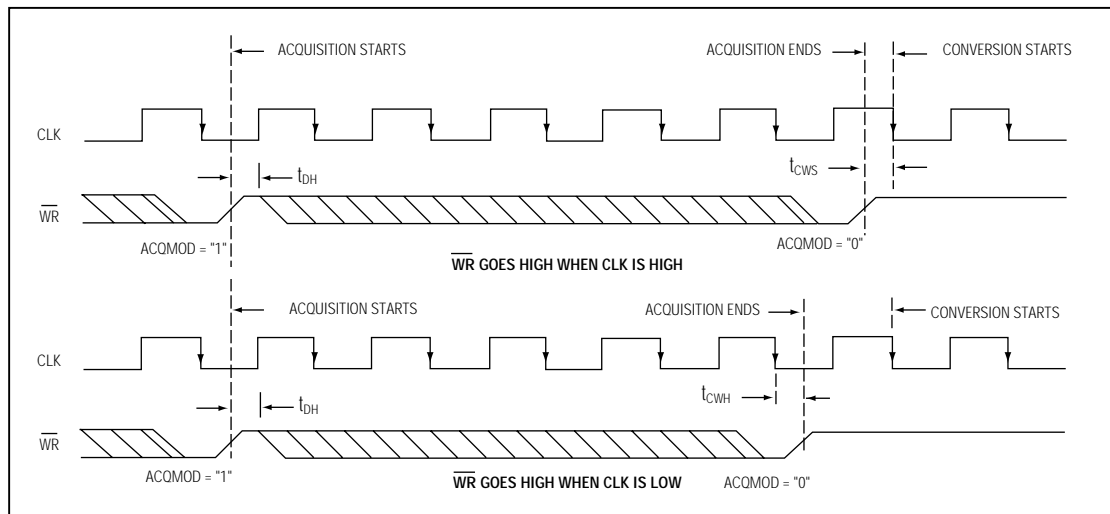 ACQUISITION STARTS
ACQUISITION ENDS
CONVERSION STARTS
CLK
tDH
tCWS
WR
ACQMOD = "1"
ACQMOD = "0"
WR GOES HIGH WHEN CLK IS HIGH
ACQUISITION STARTS
ACQUISITION ENDS
CONVERSION STARTS
CLK
tDH
tCWH
WR
ACQMOD = "1"
WR GOES HIGH WHEN CLK IS LOW
ACQMOD = "0"